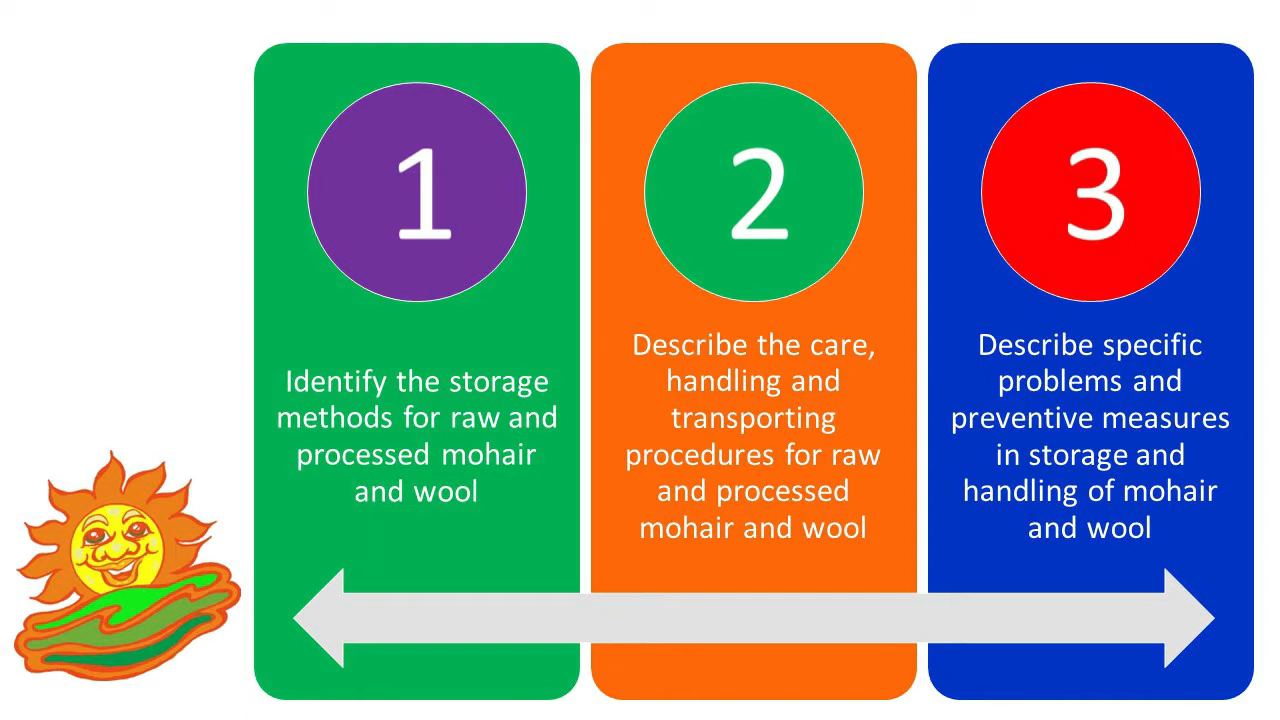 1
Identify the storage
methods for raw and
processed mohair
and wool
2
Describe the care,
handling and
transporting
procedures for raw
and processed
mohair and wool
3
Describe specific
problems and
preventive measures
in storage and
handling of mohair
and wool